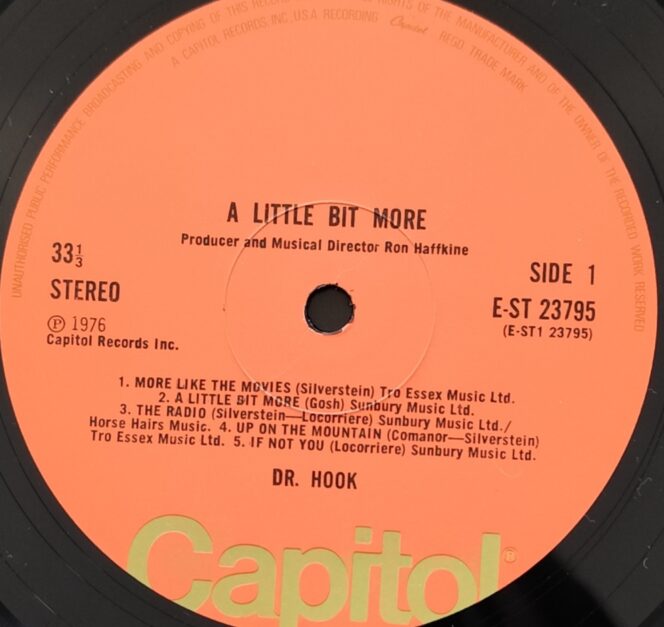 UNAUTHORISED PUBLIC PERFORMANCE BROADCASTING AND COPYING OF THIS RECORD
RIGHTS OF THE MANUFACTURER AND OF THE OWNER OF THE RECORDED WORK RESERVED
A CAPITOL RECORDS, INC., U.S.A. RECORDING Capitol REGD. TRADE MARK
A LITTLE BIT MORE
Producer and Musical Director Ron Haffkine
33⅓
STEREO
Ⓟ 1976
Capitol Records Inc.
SIDE 1
E-ST 23795
(E-ST1 23795)
1. MORE LIKE THE MOVIES (Silverstein) Tro Essex Music Ltd.
2. A LITTLE BIT MORE (Gosh) Sunbury Music Ltd.
3. THE RADIO (Silverstein—Locorriere) Sunbury Music Ltd./
Horse Hairs Music. 4. UP ON THE MOUNTAIN (Comanor—Silverstein)
Tro Essex Music Ltd. 5. IF NOT YOU (Locorriere) Sunbury Music Ltd.
DR. HOOK
Capitol®